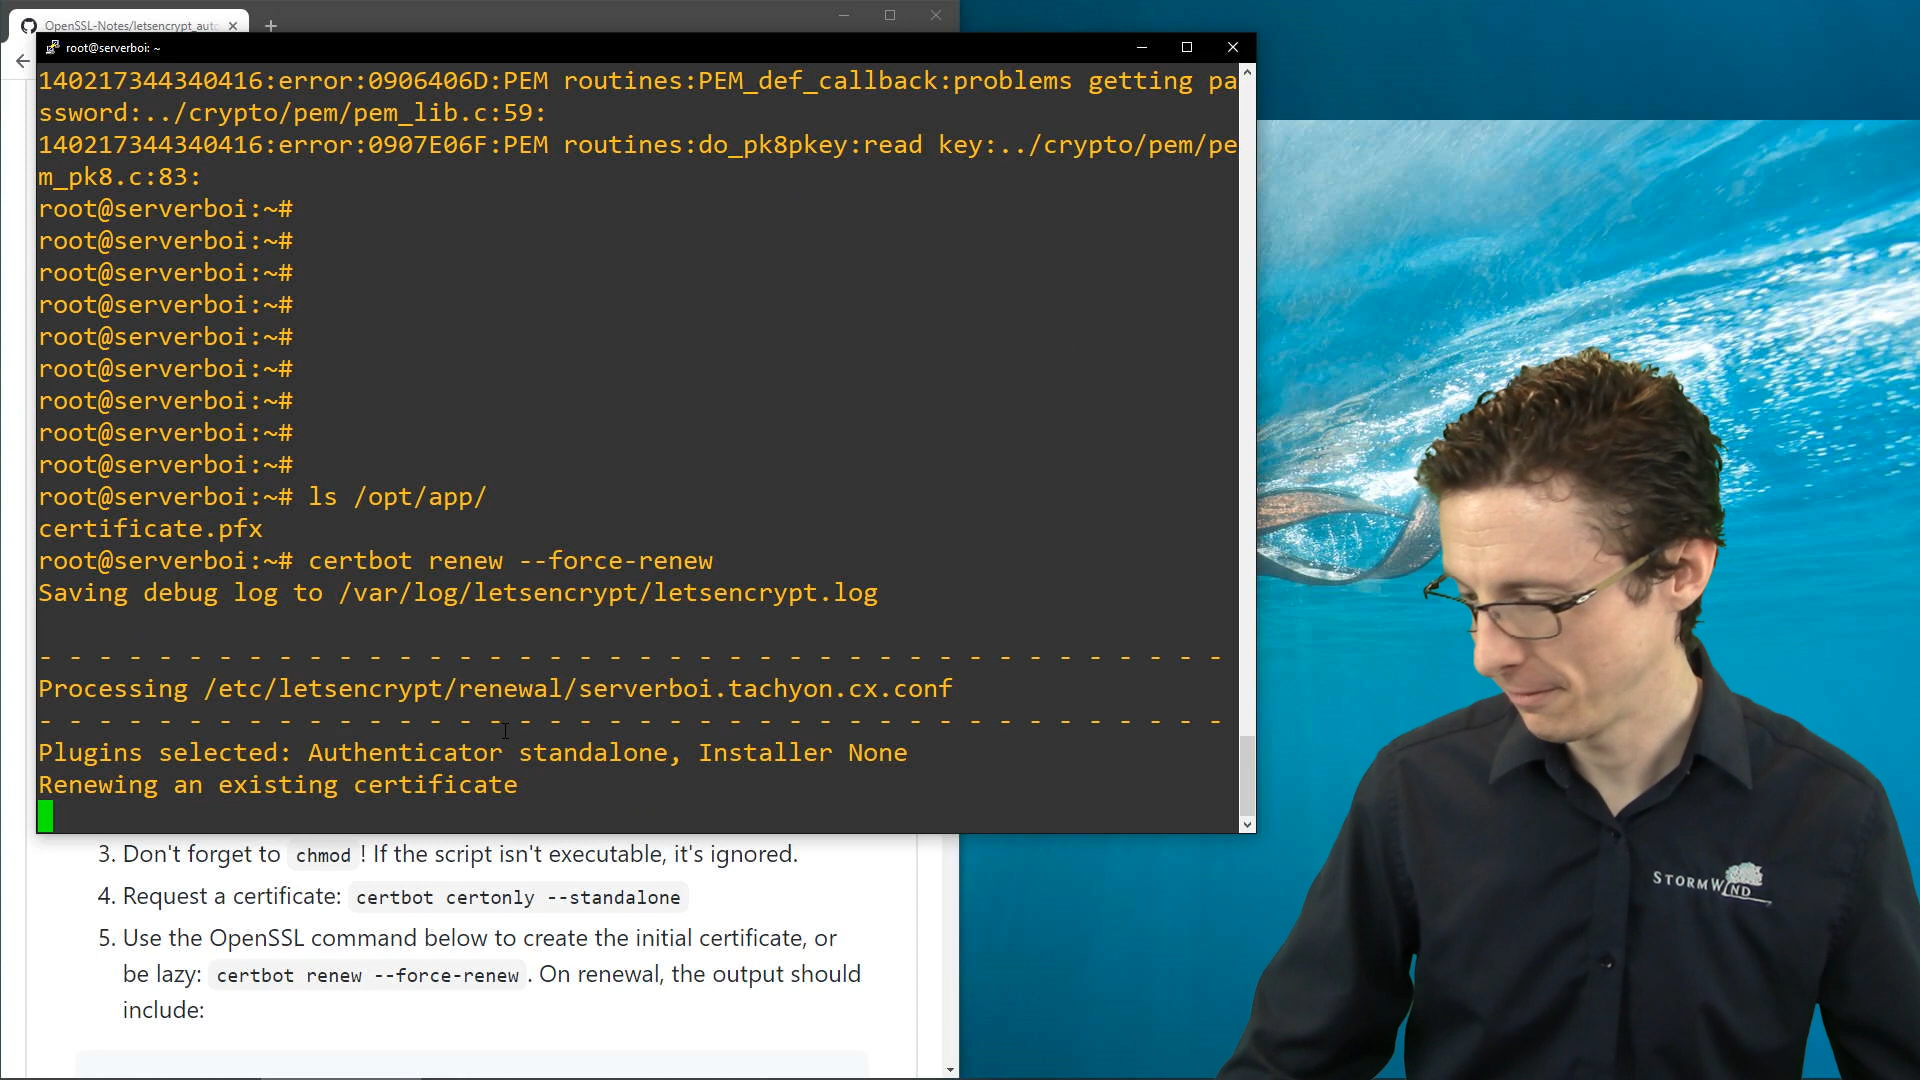 OpenSSL-Notes/letsencrypt_auto
root@serverboi: ~
140217344340416:error:0906406D:PEM routines:PEM_def_callback:problems getting pa
ssword:../crypto/pem/pem_lib.c:59:
140217344340416:error:0907E06F:PEM routines:do_pk8pkey:read key:../crypto/pem/pe
m_pk8.c:83:
root@serverboi:~#
root@serverboi:~#
root@serverboi:~#
root@serverboi:~#
root@serverboi:~#
root@serverboi:~#
root@serverboi:~#
root@serverboi:~#
root@serverboi:~#
root@serverboi:~# ls /opt/app/
certificate.pfx
root@serverboi:~# certbot renew --force-renew
Saving debug log to /var/log/letsencrypt/letsencrypt.log
- - - - - - - - - - - - - - - - - - - - - - - - - - - - - - - - - - - - - - - -
Processing /etc/letsencrypt/renewal/serverboi.tachyon.cx.conf
- - - - - - - - - - - - - - - - - - - - - - - - - - - - - - - - - - - - - - - -
Plugins selected: Authenticator standalone, Installer None
Renewing an existing certificate
3. Don't forget to chmod ! If the script isn't executable, it's ignored.
4. Request a certificate: certbot certonly --standalone
5. Use the OpenSSL command below to create the initial certificate, or
be lazy: certbot renew --force-renew . On renewal, the output should
include:
STORMWIND